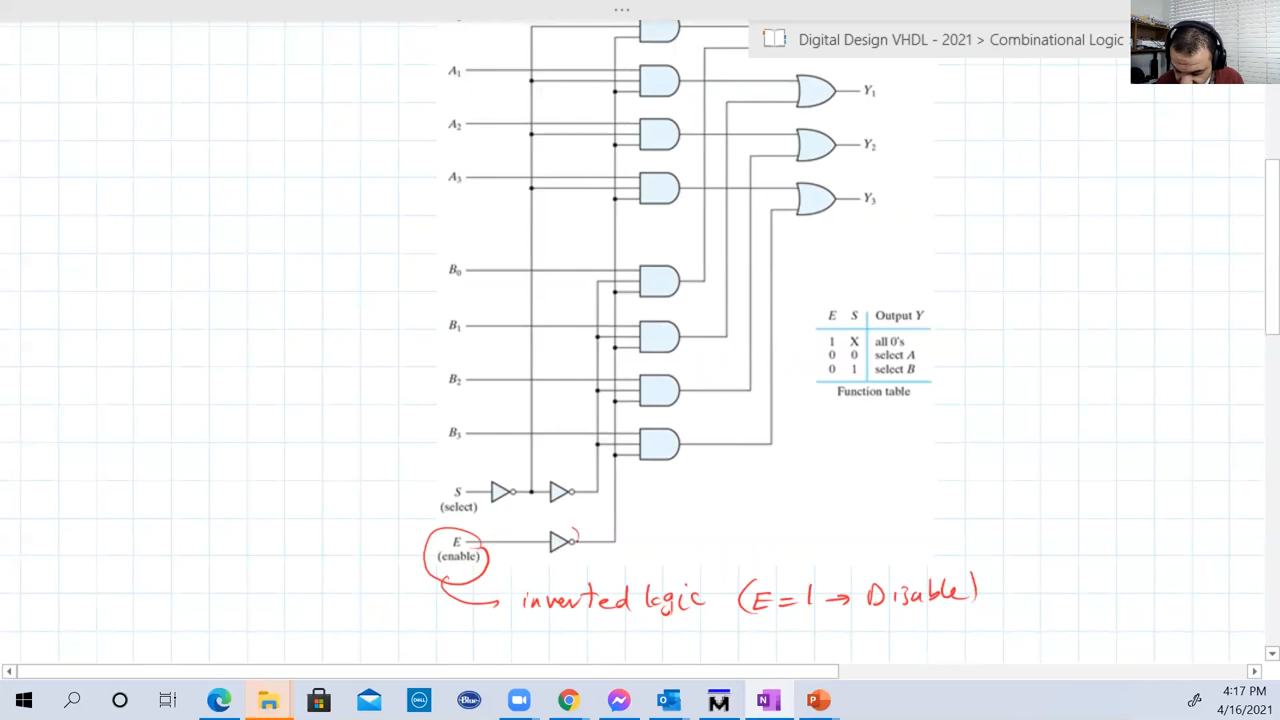 ...
Digital Design VHDL - 2021 > Combinational Logic
A1
Y1
A2
Y2
A3
Y3
B0
B1
E S Output Y
1 X all 0's
0 0 select A
0 1 select B
Function table
B2
B3
S
(select)
E
(enable)
inverted logic (E=1 → Disable)
DELL
Blue
4:17 PM
4/16/2021